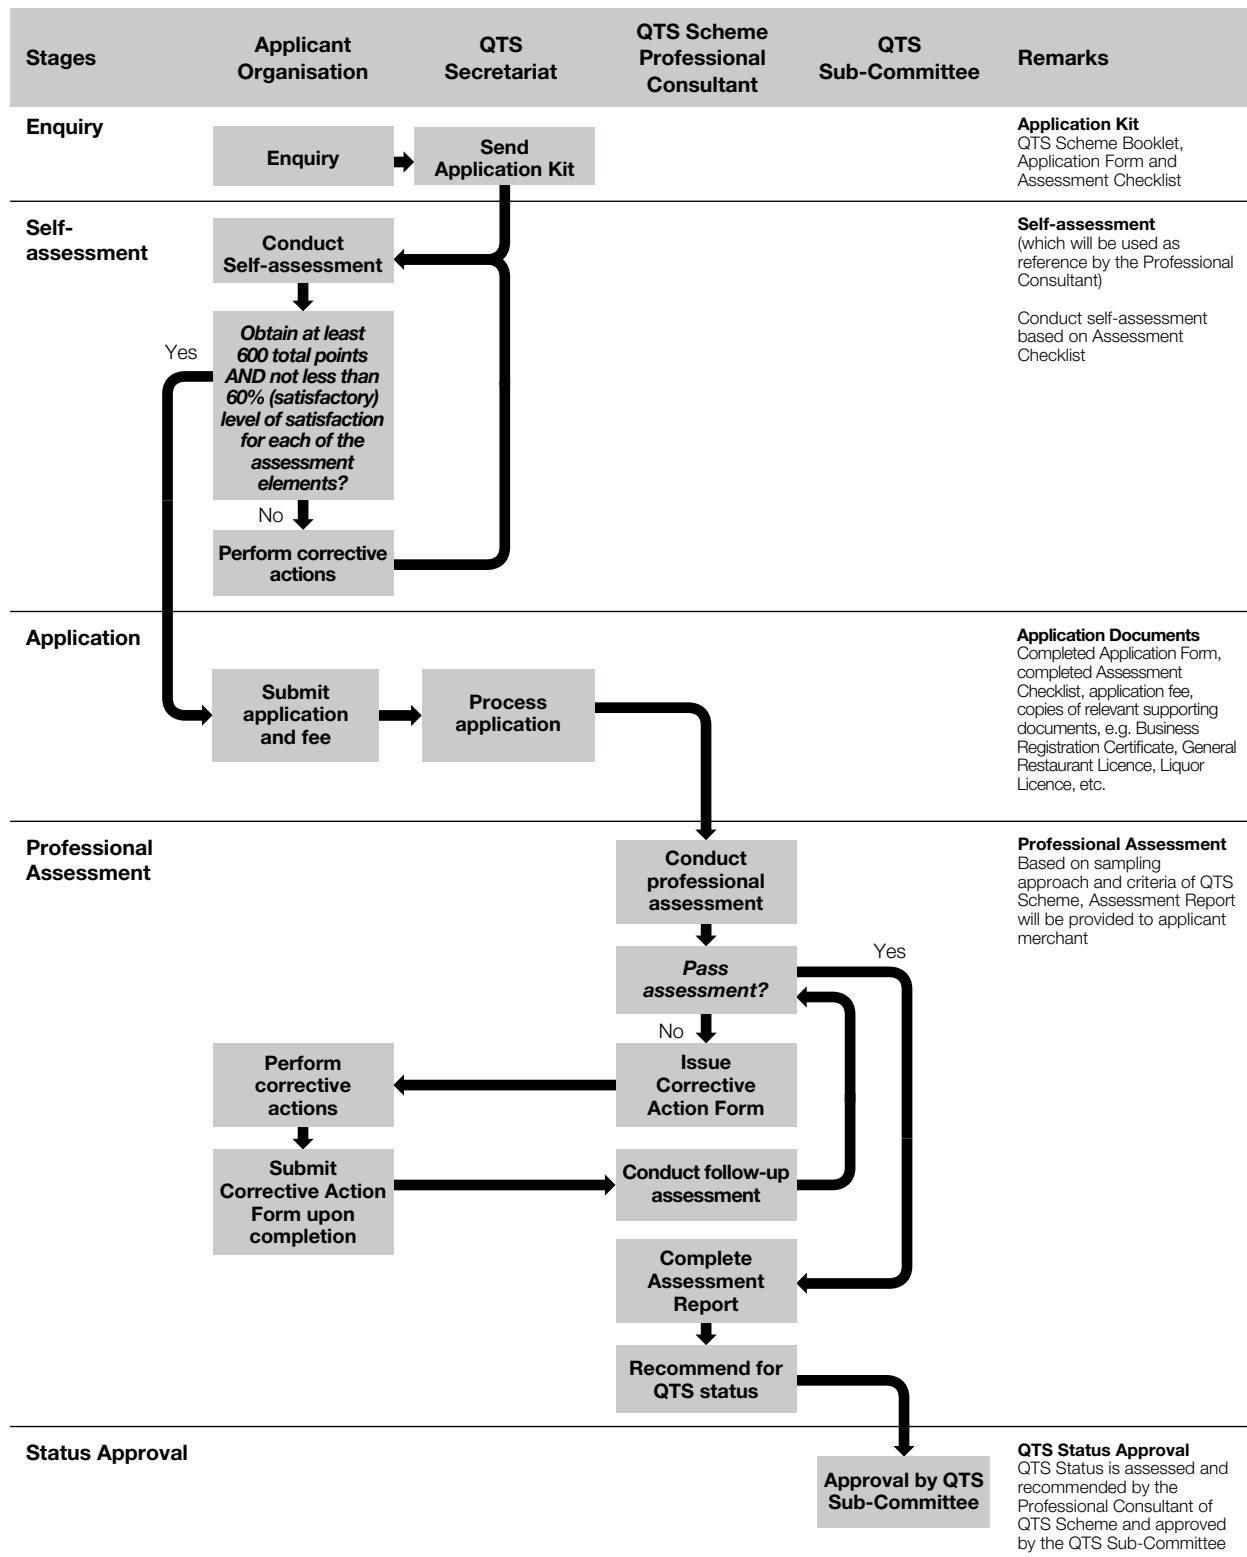 Stages
Applicant
Organisation
QTS
Secretariat
QTS Scheme
Professional
Consultant
QTS
Sub-Committee
Remarks
Enquiry
Enquiry
Send
Application Kit
Application Kit
QTS Scheme Booklet,
Application Form and
Assessment Checklist
Self-
assessment
Conduct
Self-assessment
Self-assessment
(which will be used as
reference by the Professional
Consultant)
Conduct self-assessment
based on Assessment
Checklist
Yes
Obtain at least
600 total points
AND not less than
60% (satisfactory)
level of satisfaction
for each of the
assessment
elements?
No
Perform corrective
actions
Application
Submit
application
and fee
Process
application
Application Documents
Completed Application Form,
completed Assessment
Checklist, application fee,
copies of relevant supporting
documents, e.g. Business
Registration Certificate, General
Restaurant Licence, Liquor
Licence, etc.
Professional
Assessment
Conduct
professional
assessment
Professional Assessment
Based on sampling
approach and criteria of QTS
Scheme, Assessment Report
will be provided to applicant
merchant
Pass
assessment?
Yes
No
Issue
Corrective
Action Form
Perform
corrective
actions
Submit
Corrective Action
Form upon
completion
Conduct follow-up
assessment
Complete
Assessment
Report
Recommend for
QTS status
Status Approval
Approval by QTS
Sub-Committee
QTS Status Approval
QTS Status is assessed and
recommended by the
Professional Consultant of
QTS Scheme and approved
by the QTS Sub-Committee